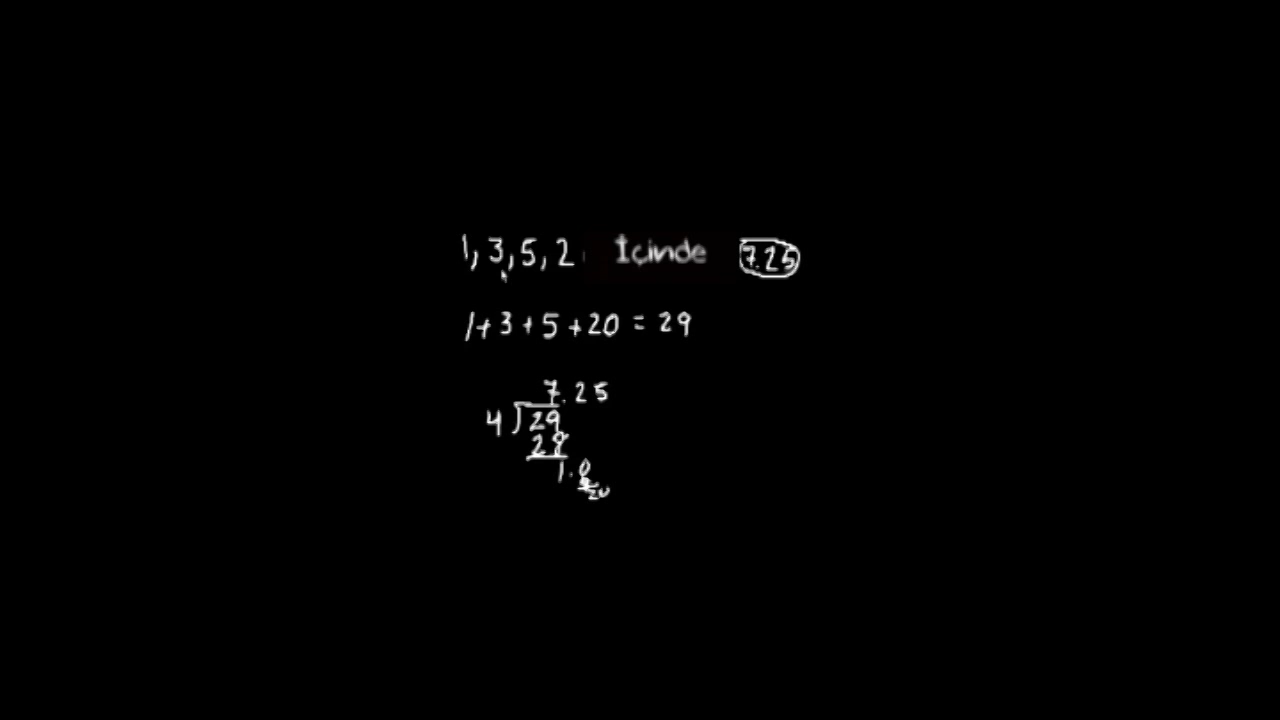 1, 3, 5, 2 İçinde 7.25
1 + 3 + 5 + 20 = 29
7.25
4 29
28
1.0
20